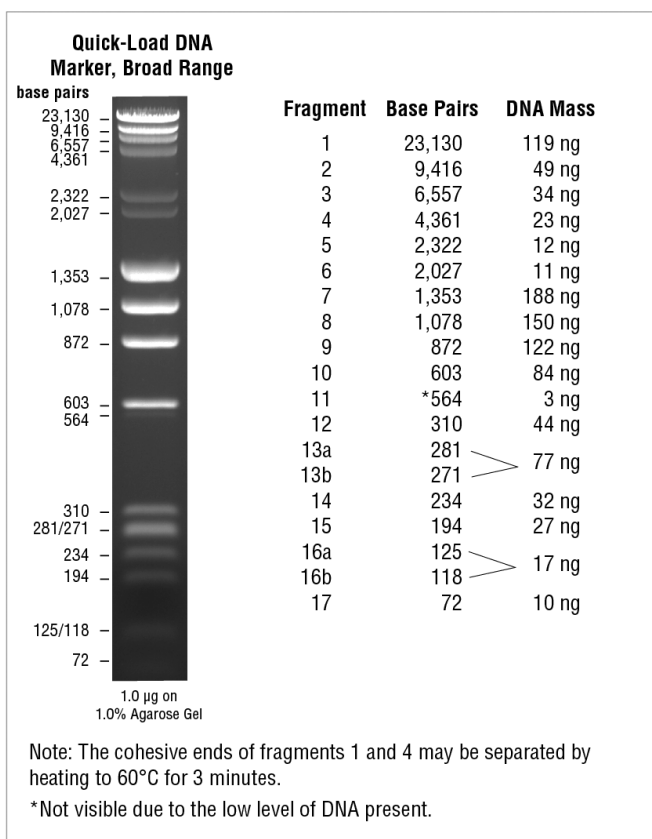 Quick-Load DNA
Marker, Broad Range
base pairs
23,130
9,416
6,557
4,361
2,322
2,027
1,353
1,078
872
603
564
310
281/271
234
194
125/118
72
1.0 µg on
1.0% Agarose Gel
Fragment Base Pairs DNA Mass
1 23,130 119 ng
2 9,416 49 ng
3 6,557 34 ng
4 4,361 23 ng
5 2,322 12 ng
6 2,027 11 ng
7 1,353 188 ng
8 1,078 150 ng
9 872 122 ng
10 603 84 ng
11 *564 3 ng
12 310 44 ng
13a 281
77 ng
13b 271
14 234 32 ng
15 194 27 ng
16a 125
17 ng
16b 118
17 72 10 ng
Note: The cohesive ends of fragments 1 and 4 may be separated by
heating to 60°C for 3 minutes.
*Not visible due to the low level of DNA present.